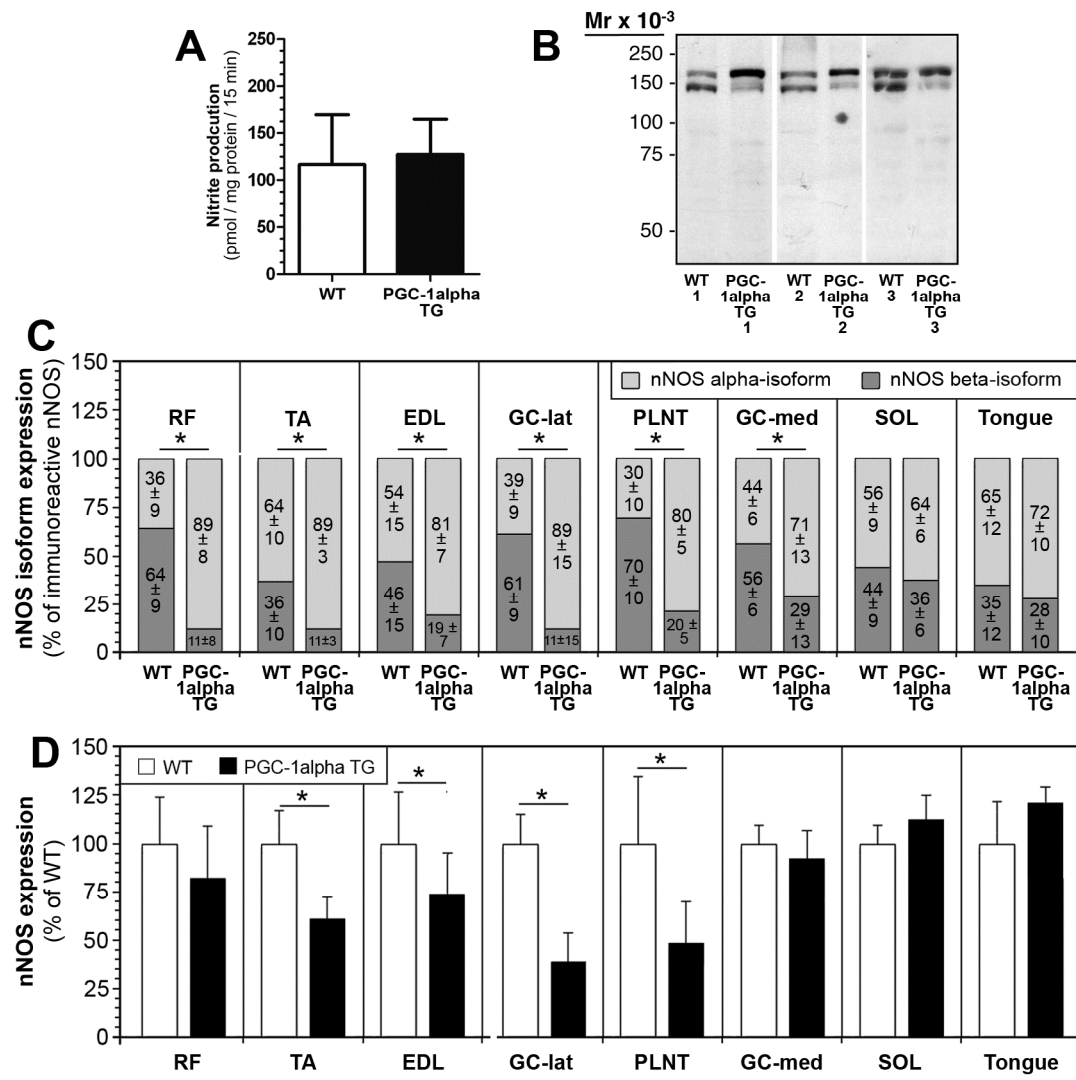 A
Nitrite prodcution
(pmol / mg protein / 15 min)
250
200
150
100
50
0
WT
PGC-1alpha
TG
B
Mr x 10-3
250 -
150 -
100 -
75 -
50 -
WT
1
PGC-
1alpha
TG
1
WT
2
PGC-
1alpha
TG
2
WT
3
PGC-
1alpha
TG
3
C
nNOS isoform expression
(% of immunoreactive nNOS)
150
125
100
75
50
25
0
nNOS alpha-isoform
nNOS beta-isoform
RF
*
36
±
9
64
±
9
89
±
8
11±8
WT
PGC-
1alpha
TG
TA
*
64
±
10
36
±
10
89
±
3
11±3
WT
PGC-
1alpha
TG
EDL
*
54
±
15
46
±
15
81
±
7
19 ±
7
WT
PGC-
1alpha
TG
GC-lat
*
39
±
9
61
±
9
89
±
15
11±15
WT
PGC-
1alpha
TG
PLNT
*
30
±
10
70
±
10
80
±
5
20 ±
5
WT
PGC-
1alpha
TG
GC-med
*
44
±
6
56
±
6
71
±
13
29
±
13
WT
PGC-
1alpha
TG
SOL
56
±
9
44
±
9
64
±
6
36
±
6
WT
PGC-
1alpha
TG
Tongue
65
±
12
35
±
12
72
±
10
28
±
10
WT
PGC-
1alpha
TG
D
nNOS expression
(% of WT)
150
125
100
75
50
25
0
WT
PGC-1alpha TG
*
*
*
*
RF
TA
EDL
GC-lat
PLNT
GC-med
SOL
Tongue